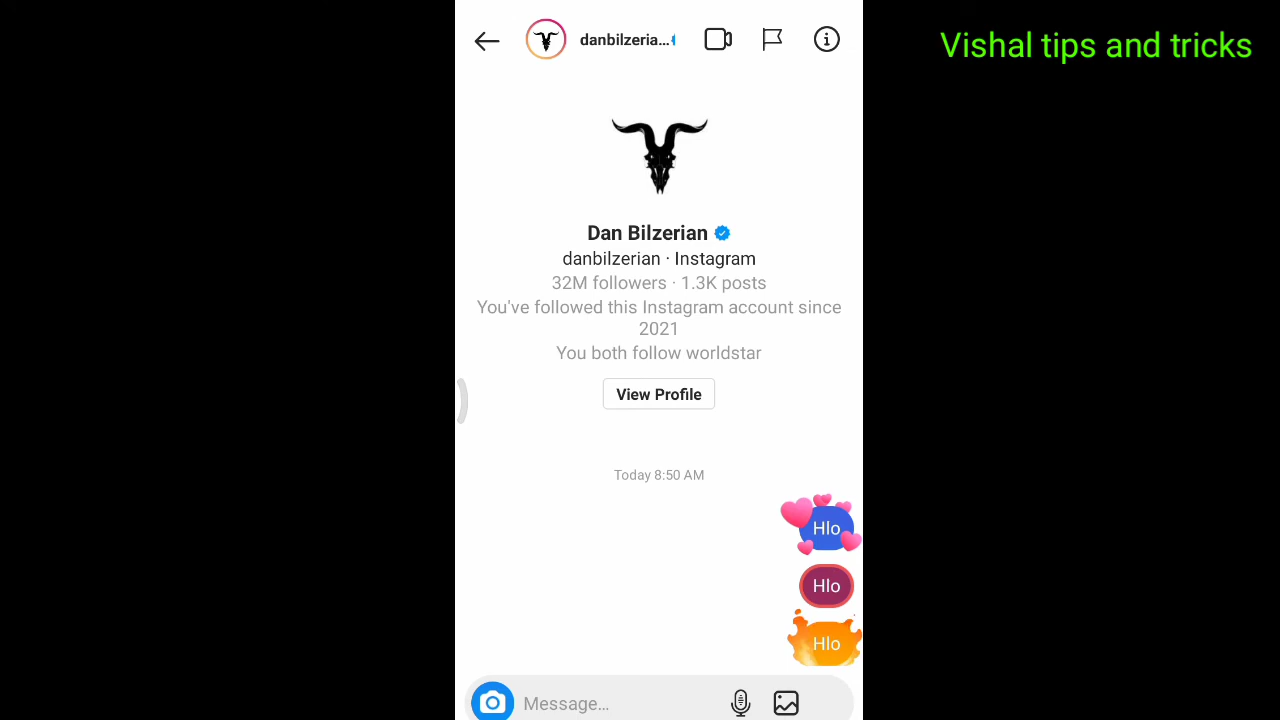 danbilzeria...
Vishal tips and tricks
Dan Bilzerian
danbilzerian · Instagram
32M followers · 1.3K posts
You've followed this Instagram account since
2021
You both follow worldstar
View Profile
Today 8:50 AM
Hlo
Hlo
Hlo
Message...